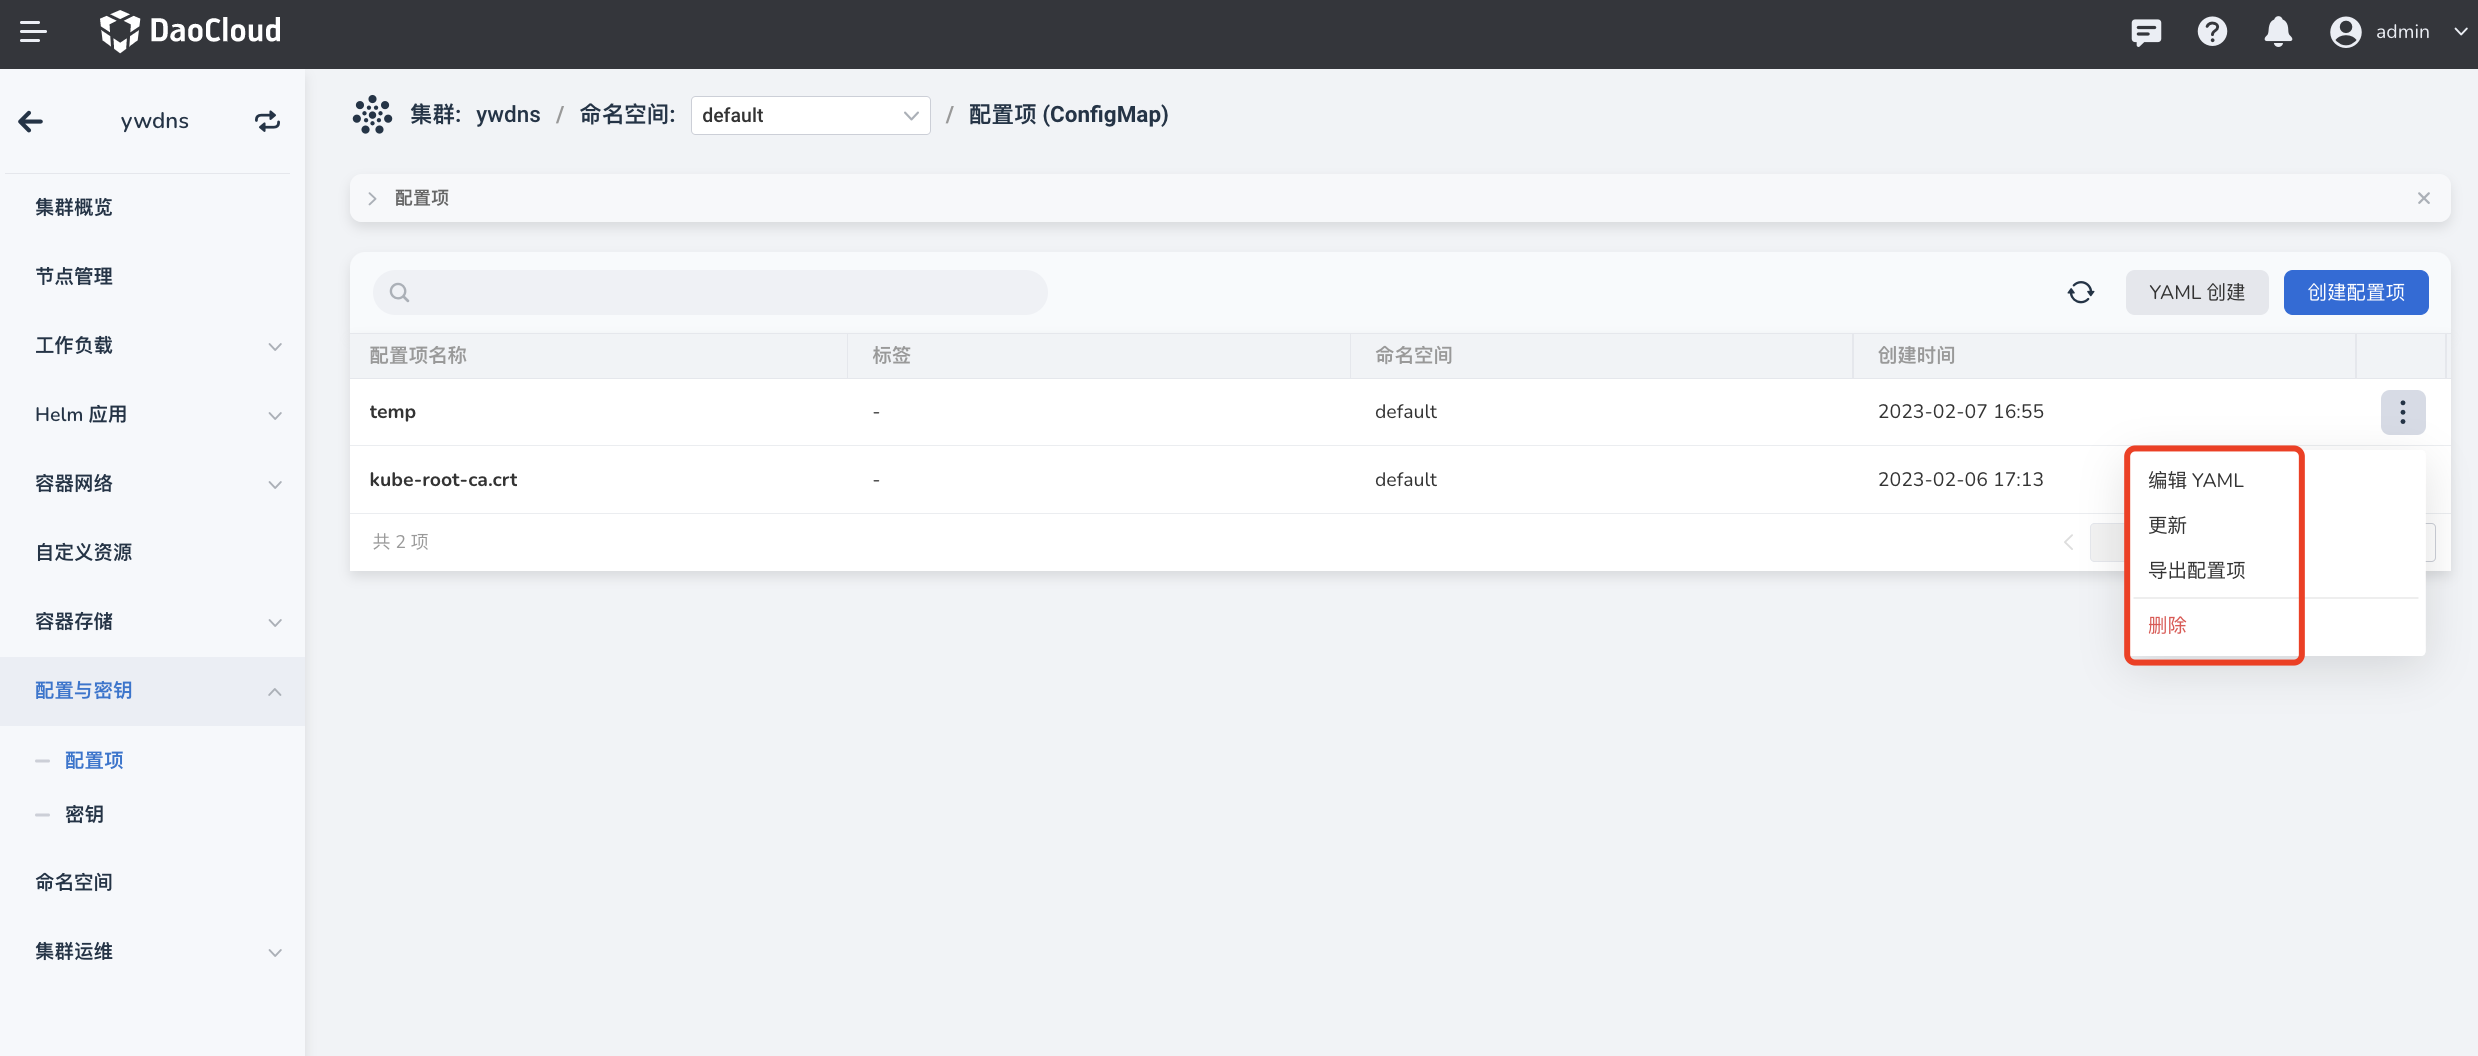 DaoCloud
admin
ywdns
集群: ywdns / 命名空间: default / 配置项 (ConfigMap)
集群概览
节点管理
工作负载
Helm 应用
容器网络
自定义资源
容器存储
配置与密钥
配置项
密钥
命名空间
集群运维
配置项
YAML 创建
创建配置项
配置项名称 标签 命名空间 创建时间
temp - default 2023-02-07 16:55
kube-root-ca.crt - default 2023-02-06 17:13
共 2 项
编辑 YAML
更新
导出配置项
删除